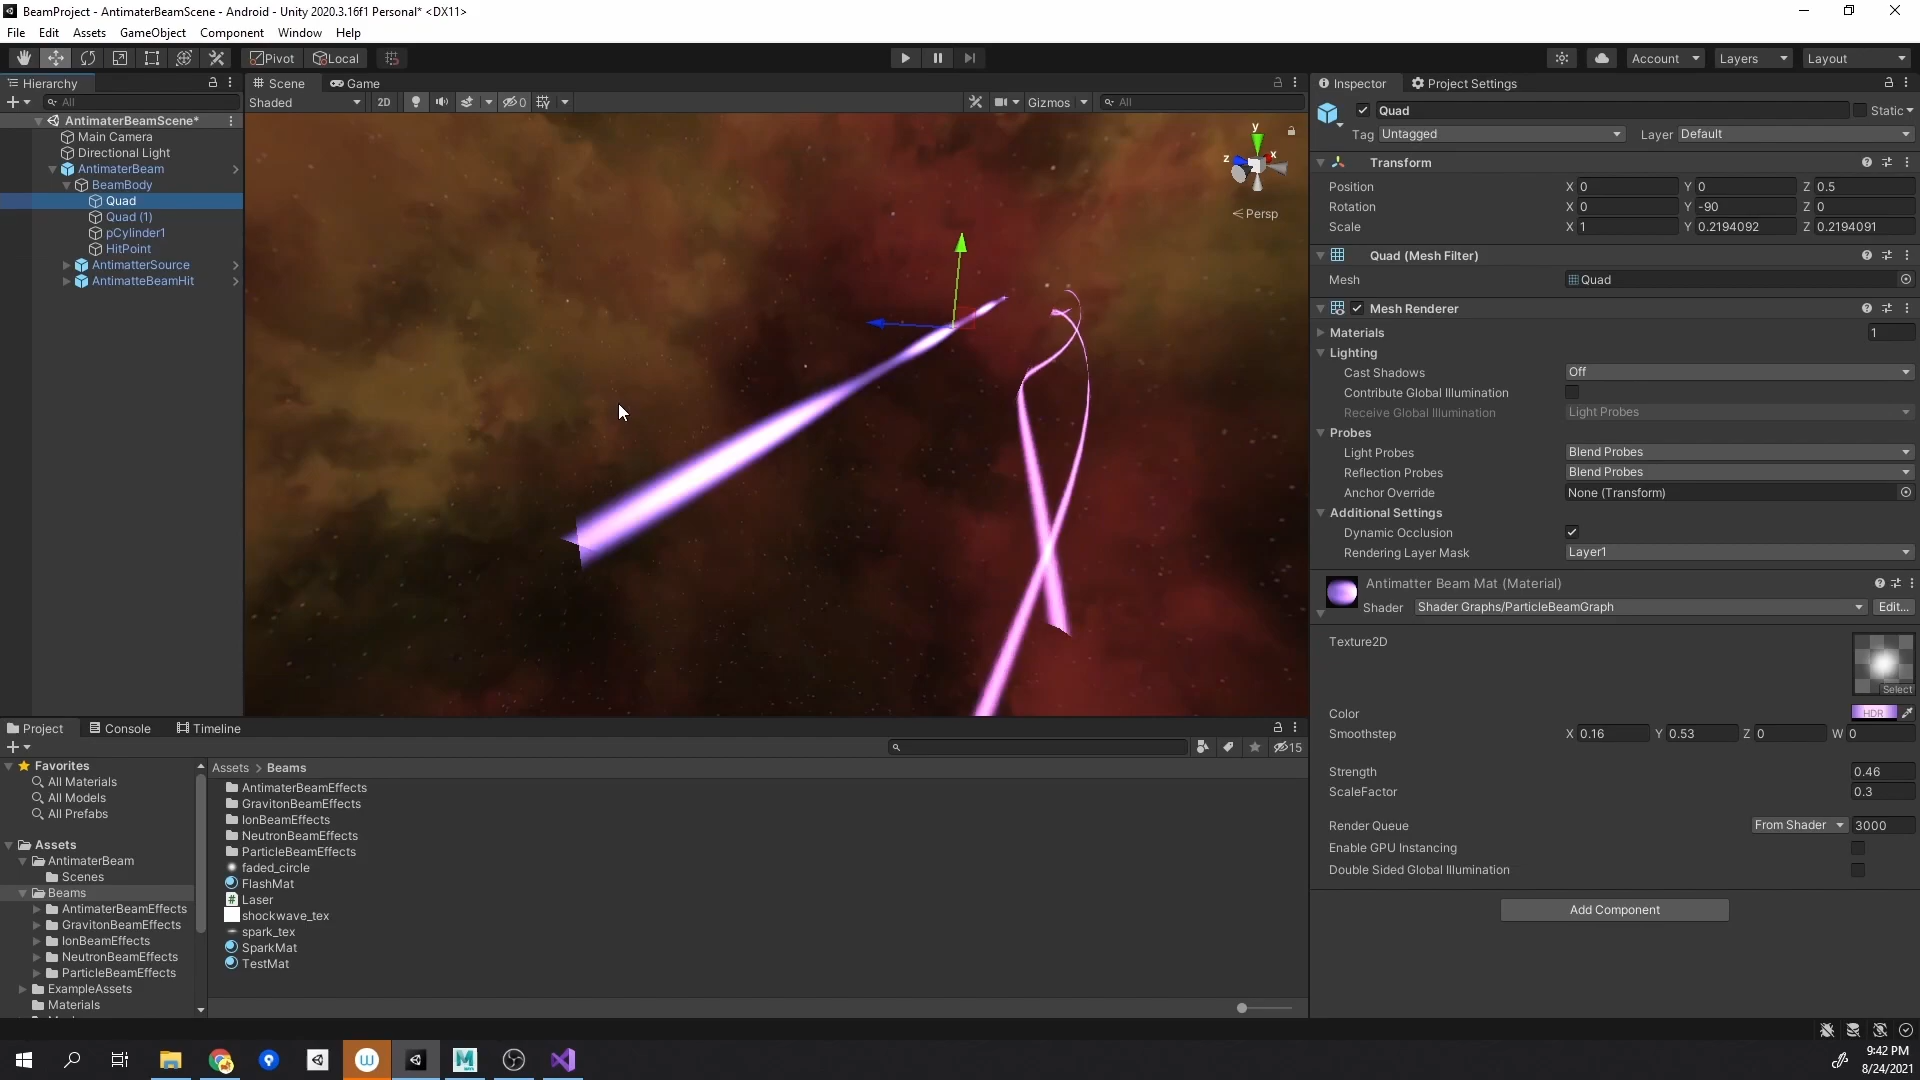 BeamProject - AntimaterBeamScene - Android - Unity 2020.3.16f1 Personal* <DX11>
File Edit Assets GameObject Component Window Help
Pivot Local Account Layers Layout
Hierarchy
All
AntimaterBeamScene*
Main Camera
Directional Light
AntimaterBeam
BeamBody
Quad
Quad (1)
pCylinder1
HitPoint
AntimatterSource
AntimatteBeamHit
Scene Game
Shaded 2D 0 Gizmos All
y
z x
Persp
Inspector Project Settings
Quad Static
Tag Untagged Layer Default
Transform
Position X 0 Y 0 Z 0.5
Rotation X 0 Y -90 Z 0
Scale X 1 Y 0.2194092 Z 0.2194091
Quad (Mesh Filter)
Mesh Quad
Mesh Renderer
Materials 1
Lighting
Cast Shadows Off
Contribute Global Illumination
Receive Global Illumination Light Probes
Probes
Light Probes Blend Probes
Reflection Probes Blend Probes
Anchor Override None (Transform)
Additional Settings
Dynamic Occlusion
Rendering Layer Mask Layer1
Antimatter Beam Mat (Material)
Shader Shader Graphs/ParticleBeamGraph Edit...
Texture2D
Select
Color HDR
Smoothstep X 0.16 Y 0.53 Z 0 W 0
Strength 0.46
ScaleFactor 0.3
Render Queue From Shader 3000
Enable GPU Instancing
Double Sided Global Illumination
Add Component
Project Console Timeline
15
Favorites
All Materials
All Models
All Prefabs
Assets
AntimaterBeam
Scenes
Beams
AntimaterBeamEffects
GravitonBeamEffects
IonBeamEffects
NeutronBeamEffects
ParticleBeamEffects
ExampleAssets
Materials
Assets > Beams
AntimaterBeamEffects
GravitonBeamEffects
IonBeamEffects
NeutronBeamEffects
ParticleBeamEffects
faded_circle
FlashMat
Laser
shockwave_tex
spark_tex
SparkMat
TestMat
9:42 PM
8/24/2021